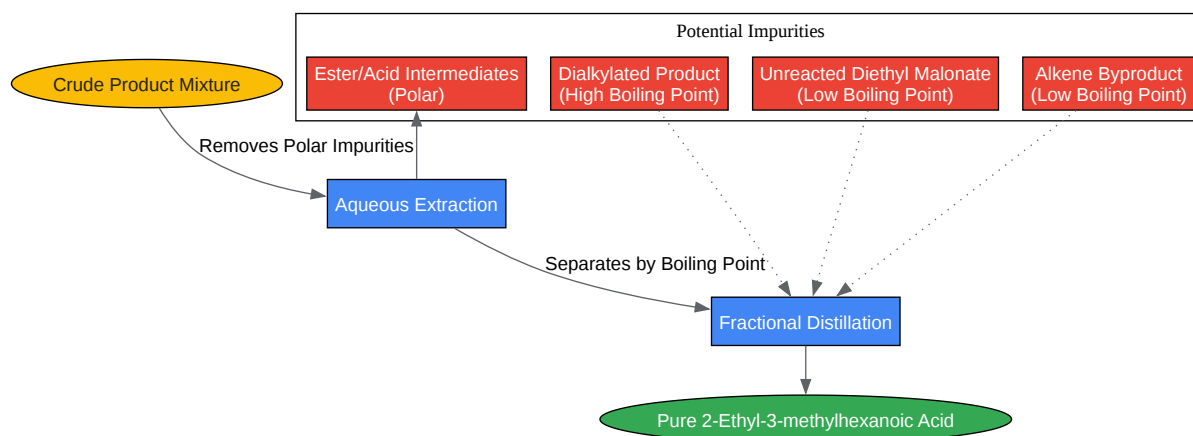 Potential Impurities
Crude Product Mixture
Ester/Acid Intermediates
(Polar)
Dialkylated Product
(High Boiling Point)
Unreacted Diethyl Malonate
(Low Boiling Point)
Alkene Byproduct
(Low Boiling Point)
Removes Polar Impurities
Aqueous Extraction
Separates by Boiling Point
Fractional Distillation
Pure 2-Ethyl-3-methylhexanoic Acid